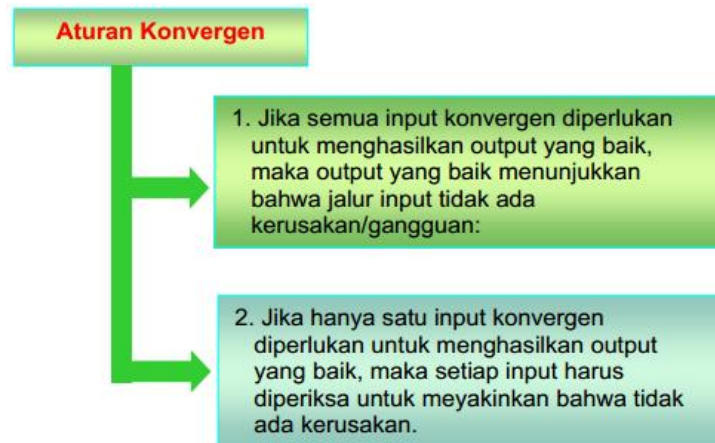 Aturan Konvergen
1. Jika semua input konvergen diperlukan
untuk menghasilkan output yang baik,
maka output yang baik menunjukkan
bahwa jalur input tidak ada
kerusakan/gangguan:
2. Jika hanya satu input konvergen
diperlukan untuk menghasilkan output
yang baik, maka setiap input harus
diperiksa untuk meyakinkan bahwa tidak
ada kerusakan.